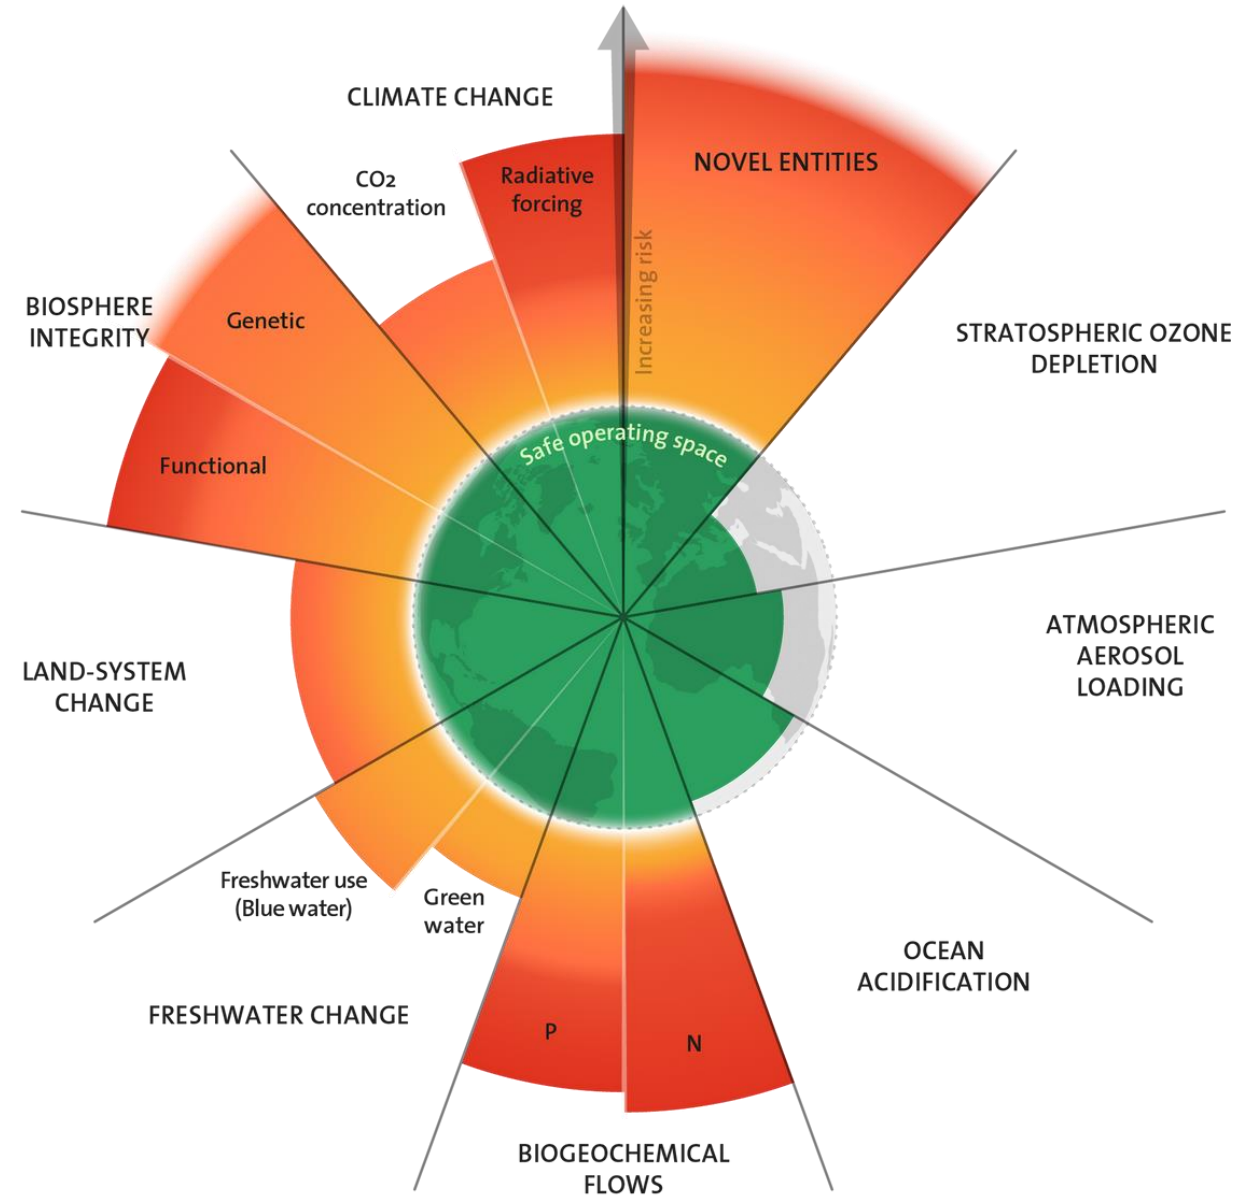 CLIMATE CHANGE
CO2
concentration
Radiative
forcing
NOVEL ENTITIES
Increasing risk
BIOSPHERE
INTEGRITY
Genetic
Functional
STRATOSPHERIC OZONE
DEPLETION
Safe operating space
ATMOSPHERIC
AEROSOL
LOADING
LAND-SYSTEM
CHANGE
Freshwater use
(Blue water)
Green
water
FRESHWATER CHANGE
P
N
OCEAN
ACIDIFICATION
BIOGEOCHEMICAL
FLOWS